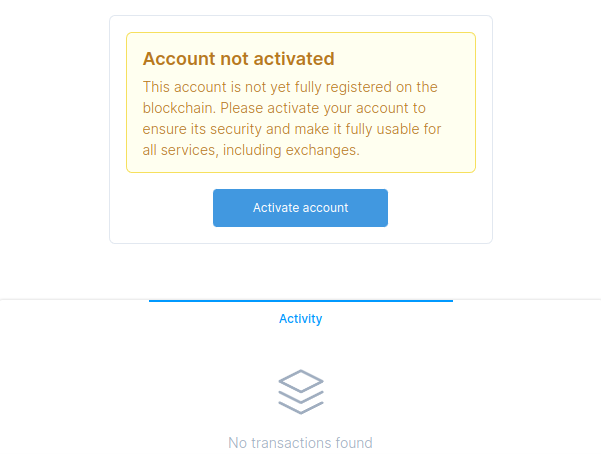 Account not activated
This account is not yet fully registered on the
blockchain. Please activate your account to
ensure its security and make it fully usable for
all services, including exchanges.
Activate account
Activity
No transactions found